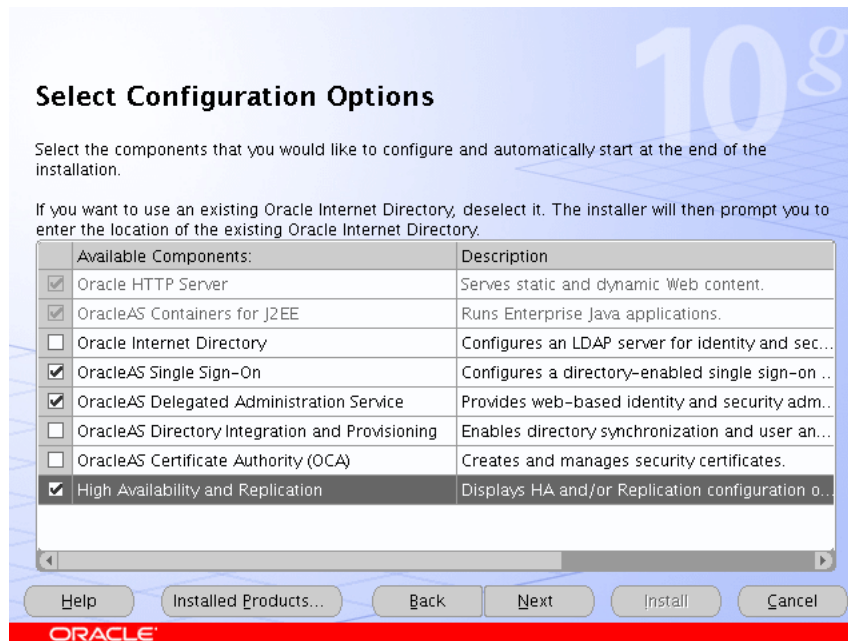 10g
Select Configuration Options
Select the components that you would like to configure and automatically start at the end of the
installation.
If you want to use an existing Oracle Internet Directory, deselect it. The installer will then prompt you to
enter the location of the existing Oracle Internet Directory.
Available Components: Description
Oracle HTTP Server Serves static and dynamic Web content.
OracleAS Containers for J2EE Runs Enterprise Java applications.
Oracle Internet Directory Configures an LDAP server for identity and sec...
OracleAS Single Sign-On Configures a directory-enabled single sign-on ..
OracleAS Delegated Administration Service Provides web-based identity and security adm..
OracleAS Directory Integration and Provisioning Enables directory synchronization and user an...
OracleAS Certificate Authority (OCA) Creates and manages security certificates.
High Availability and Replication Displays HA and/or Replication configuration o...
Help Installed Products... Back Next Install Cancel
ORACLE